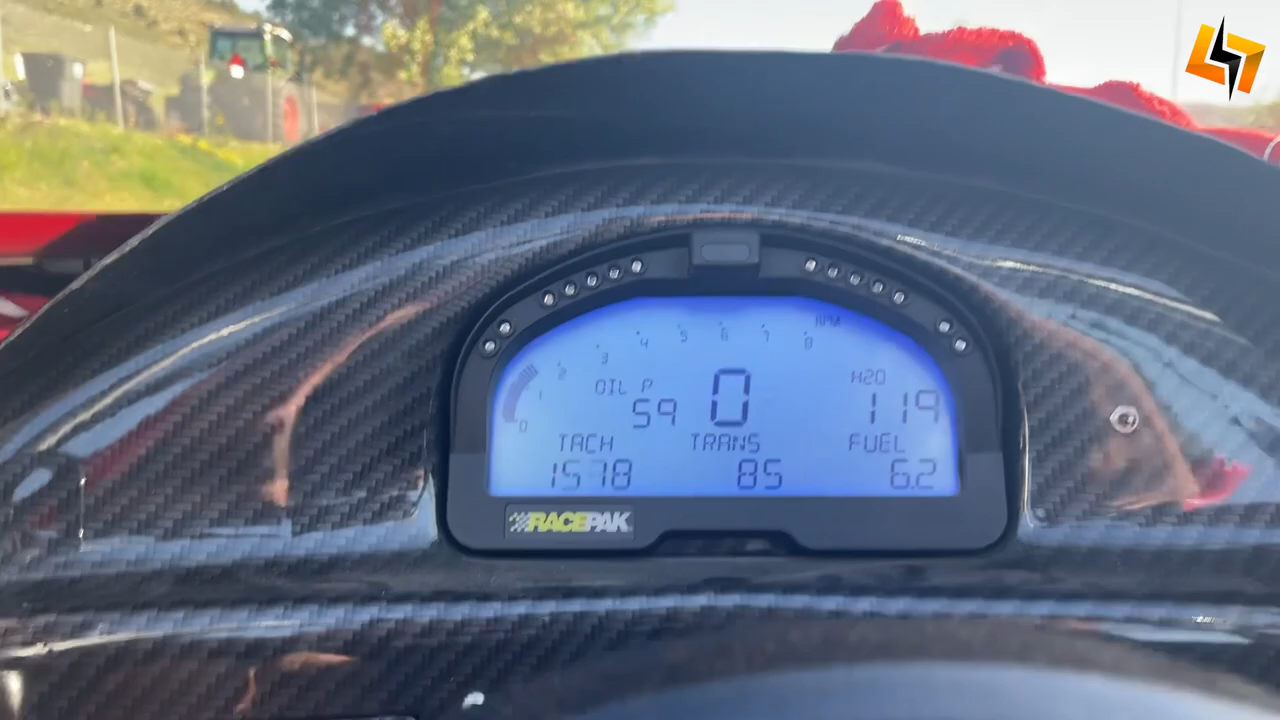 RPM
0 1 2 3 4 5 6 7 8
OIL P 0 H2O
59 119
TACH TRANS FUEL
1578 85 6.2
RACEPAK